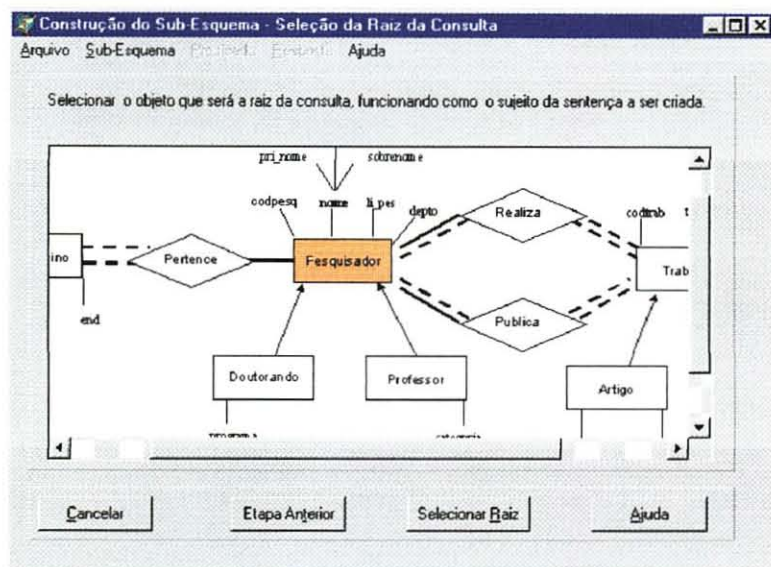 Construção do Sub-Esquema - Seleção da Raiz da Consulta
Arquivo Sub-Esquema Ajuda
Selecionar o objeto que será a raiz da consulta, funcionando como o sujeito da sentença a ser criada.
pri_nome sobrenome
codpesq nome li_pes depto Realiza codtrab t
ino Pertence Fesquisador Trab
end Publica
Doutorando Professor Artigo
programa categoria
Cancelar Etapa Anterior Selecionar Raiz Ajuda